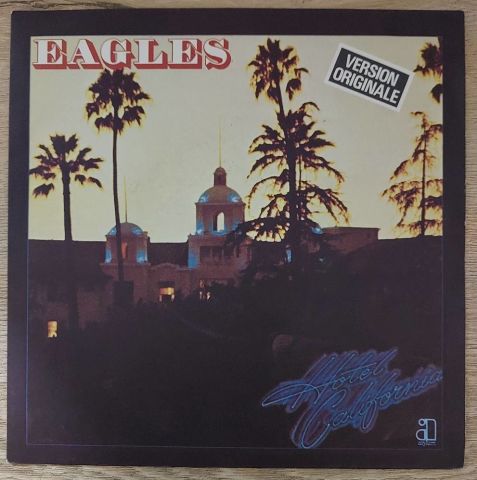 EAGLES
VERSION
ORIGINALE
Hotel
California